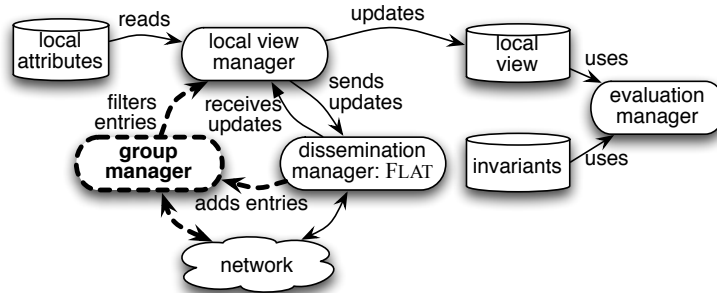 reads
updates
local
attributes
local view
manager
local
view
uses
sends
updates
filters
entries
receives
updates
evaluation
manager
group
manager
dissemination
manager: FLAT
invariants
uses
adds entries
network